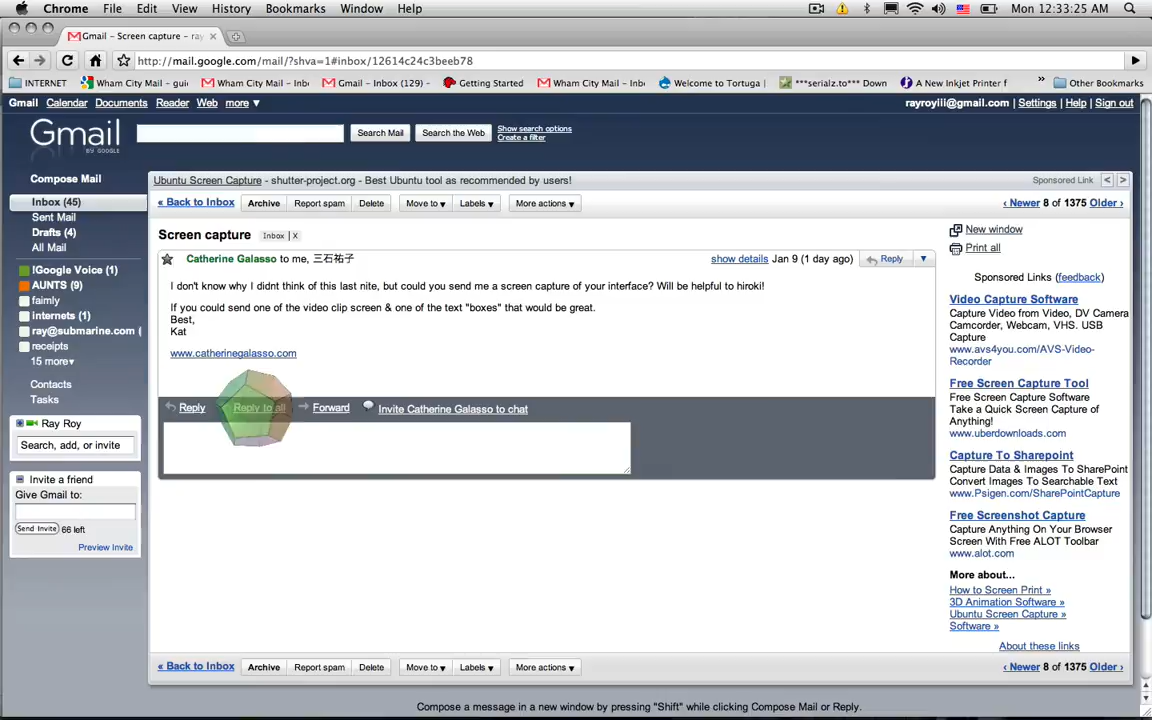 Chrome File Edit View History Bookmarks Window Help Mon 12:33:25 AM
Gmail - Screen capture - ray
http://mail.google.com/mail/?shva=1#inbox/12614c24c3beeb78
INTERNET Wham City Mail - gui Wham City Mail - Inb Gmail - Inbox (129) - Getting Started Wham City Mail - Inb Welcome to Tortuga | ***serialz.to*** Down A New Inkjet Printer f » Other Bookmarks
Gmail Calendar Documents Reader Web more ▼ rayroyiii@gmail.com | Settings | Help | Sign out
Gmail
BY GOOGLE
Search Mail Search the Web Show search options
Create a filter
Compose Mail
Inbox (45)
Sent Mail
Drafts (4)
All Mail
!Google Voice (1)
AUNTS (9)
faimly
internets (1)
ray@submarine.com (
receipts
15 more▾
Contacts
Tasks
Ray Roy
Search, add, or invite
Invite a friend
Give Gmail to:
Send Invite 66 left
Preview Invite
Ubuntu Screen Capture - shutter-project.org - Best Ubuntu tool as recommended by users! Sponsored Link < >
« Back to Inbox Archive Report spam Delete Move to ▾ Labels ▾ More actions ▾ ‹ Newer 8 of 1375 Older ›
Screen capture Inbox | X
Catherine Galasso to me, 三石祐子 show details Jan 9 (1 day ago) Reply ▼
I don't know why I didnt think of this last nite, but could you send me a screen capture of your interface? Will be helpful to hiroki!
If you could send one of the video clip screen & one of the text "boxes" that would be great.
Best,
Kat
www.catherinegalasso.com
Reply Reply to all Forward Invite Catherine Galasso to chat
New window
Print all
Sponsored Links (feedback)
Video Capture Software
Capture Video from Video, DV Camera
Camcorder, Webcam, VHS. USB
Capture
www.avs4you.com/AVS-Video-
Recorder
Free Screen Capture Tool
Free Screen Capture Software
Take a Quick Screen Capture of
Anything!
www.uberdownloads.com
Capture To Sharepoint
Capture Data & Images To SharePoint
Convert Images To Searchable Text
www.Psigen.com/SharePointCapture
Free Screenshot Capture
Capture Anything On Your Browser
Screen With Free ALOT Toolbar
www.alot.com
More about...
How to Screen Print »
3D Animation Software »
Ubuntu Screen Capture »
Software »
About these links
« Back to Inbox Archive Report spam Delete Move to ▾ Labels ▾ More actions ▾ ‹ Newer 8 of 1375 Older ›
Compose a message in a new window by pressing "Shift" while clicking Compose Mail or Reply.